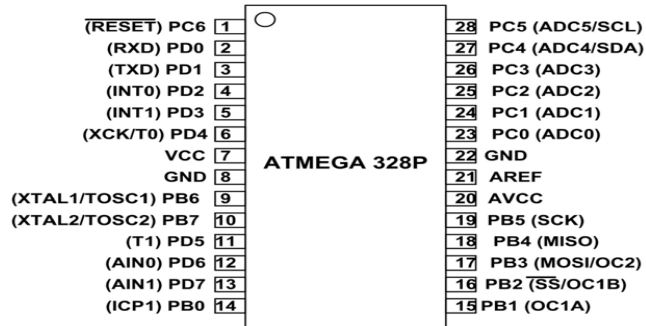 (RESET) PC6 1
(RXD) PD0 2
(TXD) PD1 3
(INT0) PD2 4
(INT1) PD3 5
(XCK/T0) PD4 6
VCC 7
GND 8
(XTAL1/TOSC1) PB6 9
(XTAL2/TOSC2) PB7 10
(T1) PD5 11
(AIN0) PD6 12
(AIN1) PD7 13
(ICP1) PB0 14
ATMEGA 328P
28 PC5 (ADC5/SCL)
27 PC4 (ADC4/SDA)
26 PC3 (ADC3)
25 PC2 (ADC2)
24 PC1 (ADC1)
23 PC0 (ADC0)
22 GND
21 AREF
20 AVCC
19 PB5 (SCK)
18 PB4 (MISO)
17 PB3 (MOSI/OC2)
16 PB2 (SS/OC1B)
15 PB1 (OC1A)